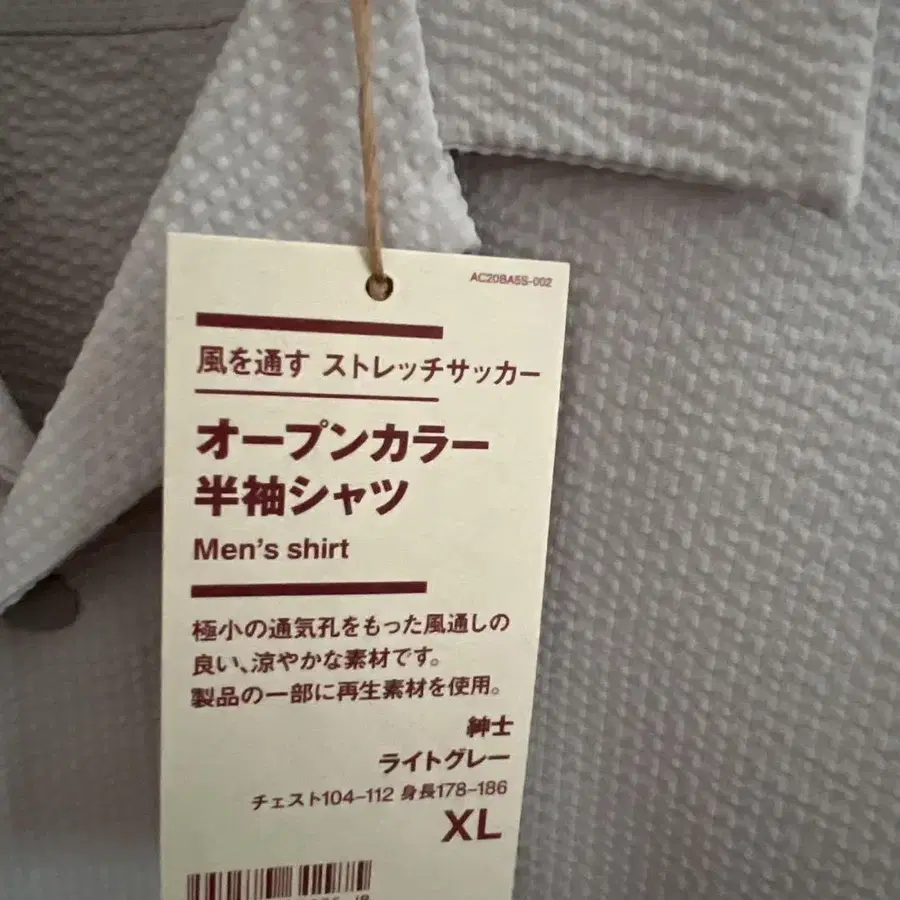 AC20BA5S-002
風を通す ストレッチサッカー
オープンカラー
半袖シャツ
Men's shirt
極小の通気孔をもった風通しの
良い、涼やかな素材です。
製品の一部に再生素材を使用。
紳士
ライトグレー
チェスト104-112 身長178-186
XL